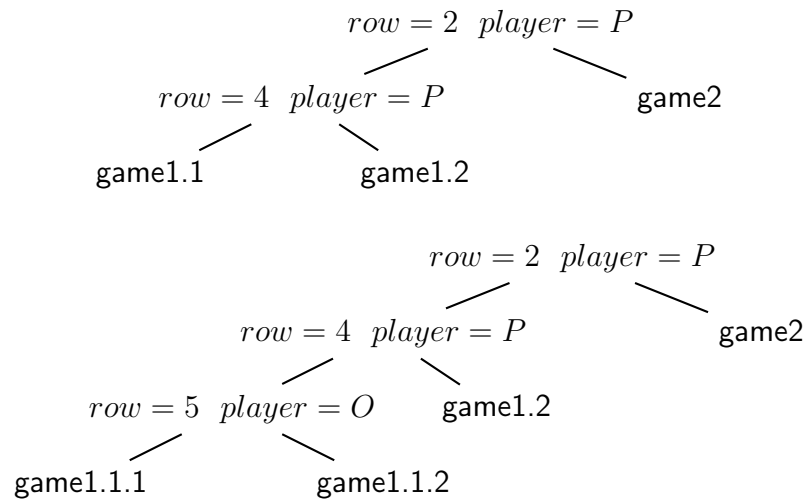 row = 2 player = P
row = 4 player = P game2
game1.1 game1.2
row = 2 player = P
row = 4 player = P game2
row = 5 player = O game1.2
game1.1.1 game1.1.2